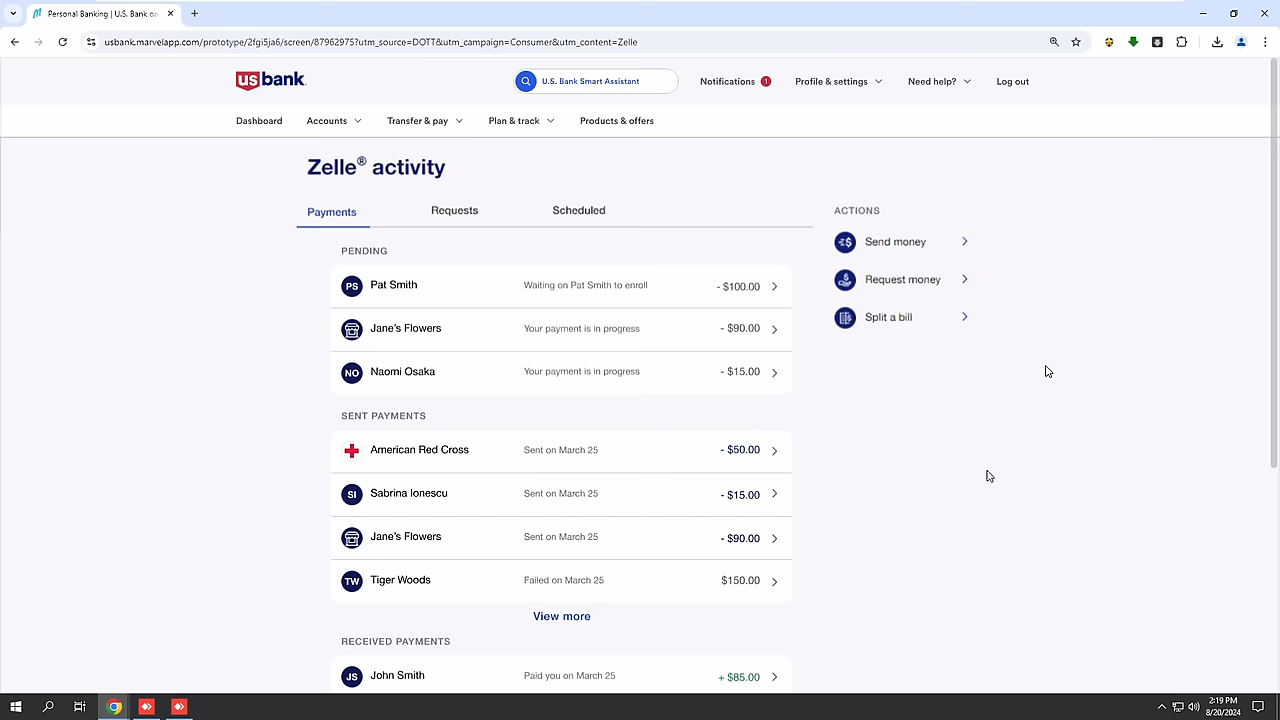 Personal Banking | U.S. Bank or
usbank.marvelapp.com/prototype/2fgi5ja6/screen/87962975?utm_source=DOTT&utm_campaign=Consumer&utm_content=Zelle
usbank
U.S. Bank Smart Assistant
Notifications 1
Profile & settings
Need help?
Log out
Dashboard
Accounts
Transfer & pay
Plan & track
Products & offers
Zelle® activity
Payments
Requests
Scheduled
PENDING
PS Pat Smith Waiting on Pat Smith to enroll - $100.00
Jane's Flowers Your payment is in progress - $90.00
NO Naomi Osaka Your payment is in progress - $15.00
SENT PAYMENTS
American Red Cross Sent on March 25 - $50.00
SI Sabrina Ionescu Sent on March 25 - $15.00
Jane's Flowers Sent on March 25 - $90.00
TW Tiger Woods Failed on March 25 $150.00
View more
RECEIVED PAYMENTS
JS John Smith Paid you on March 25 + $85.00
ACTIONS
Send money
Request money
Split a bill
2:19 PM
8/20/2024